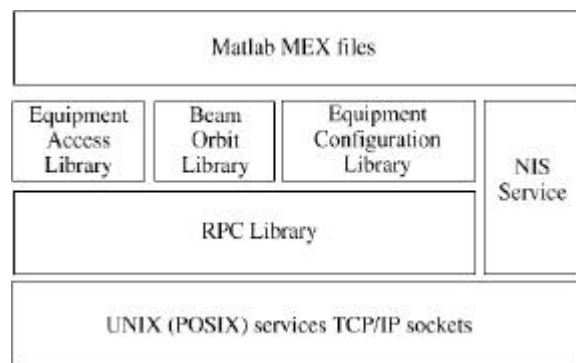 Matlab MEX files
Equipment
Access
Library
Beam
Orbit
Library
Equipment
Configuration
Library
NIS
Service
RPC Library
UNIX (POSIX) services TCP/IP sockets